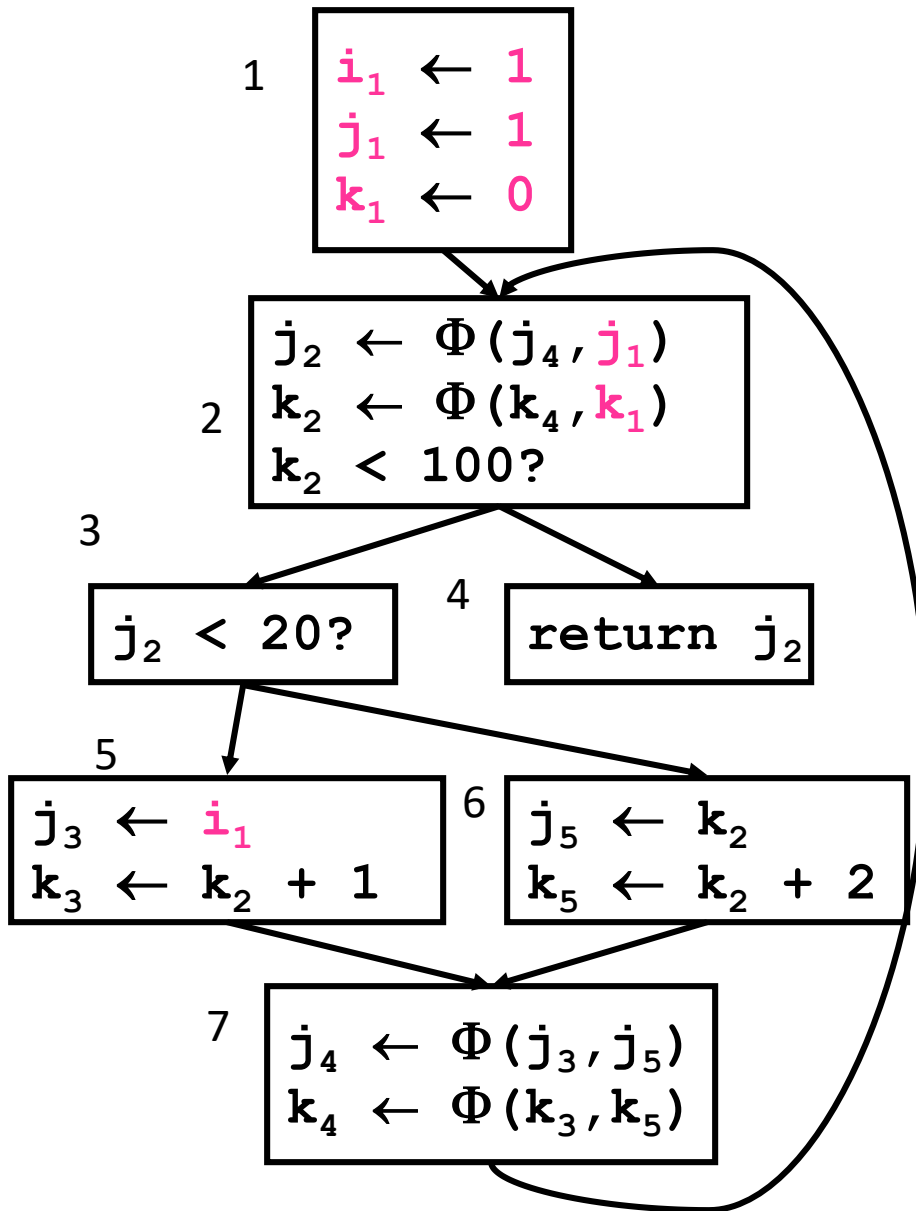 1
i₁ ← 1
j₁ ← 1
k₁ ← 0
2
j₂ ← Φ(j₄,j₁)
k₂ ← Φ(k₄,k₁)
k₂ < 100?
3
j₂ < 20?
4
return j₂
5
j₃ ← i₁
k₃ ← k₂ + 1
6
j₅ ← k₂
k₅ ← k₂ + 2
7
j₄ ← Φ(j₃,j₅)
k₄ ← Φ(k₃,k₅)